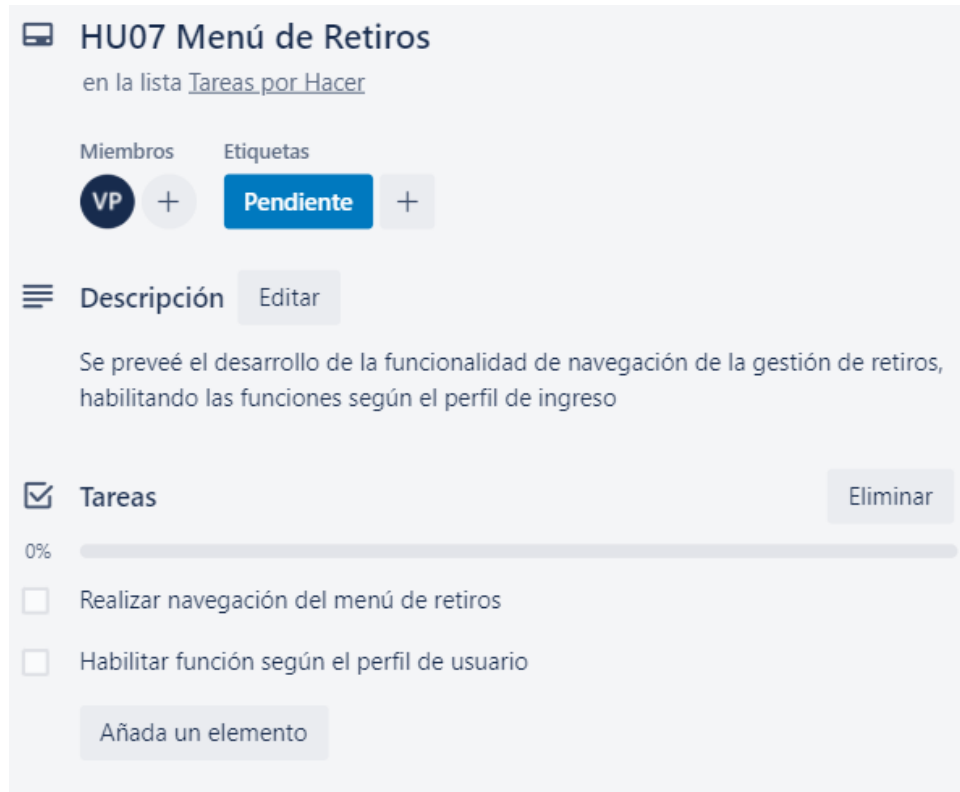 HU07 Menú de Retiros
en la lista Tareas por Hacer
Miembros Etiquetas
VP + Pendiente +
Descripción Editar
Se preveé el desarrollo de la funcionalidad de navegación de la gestión de retiros,
habilitando las funciones según el perfil de ingreso
Tareas Eliminar
0%
Realizar navegación del menú de retiros
Habilitar función según el perfil de usuario
Añada un elemento